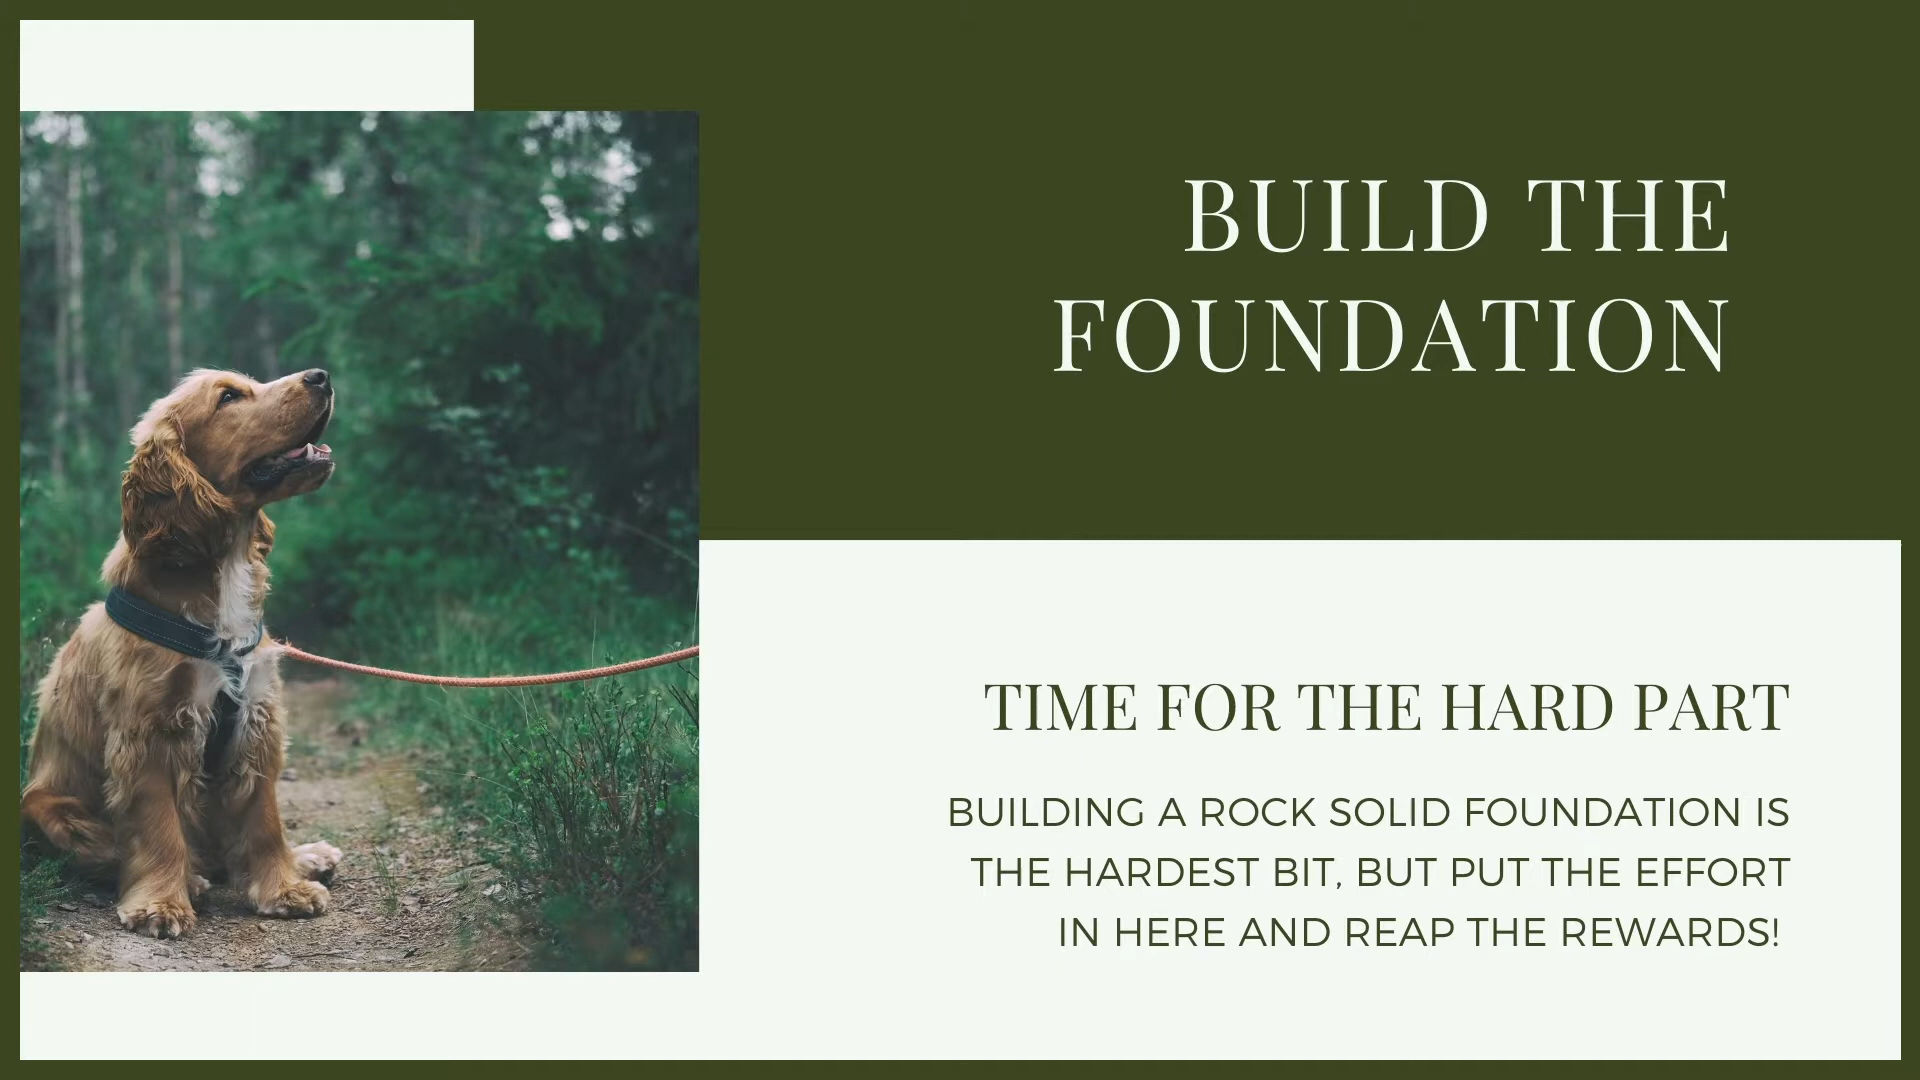 BUILD THE
FOUNDATION
TIME FOR THE HARD PART
BUILDING A ROCK SOLID FOUNDATION IS
THE HARDEST BIT, BUT PUT THE EFFORT
IN HERE AND REAP THE REWARDS!